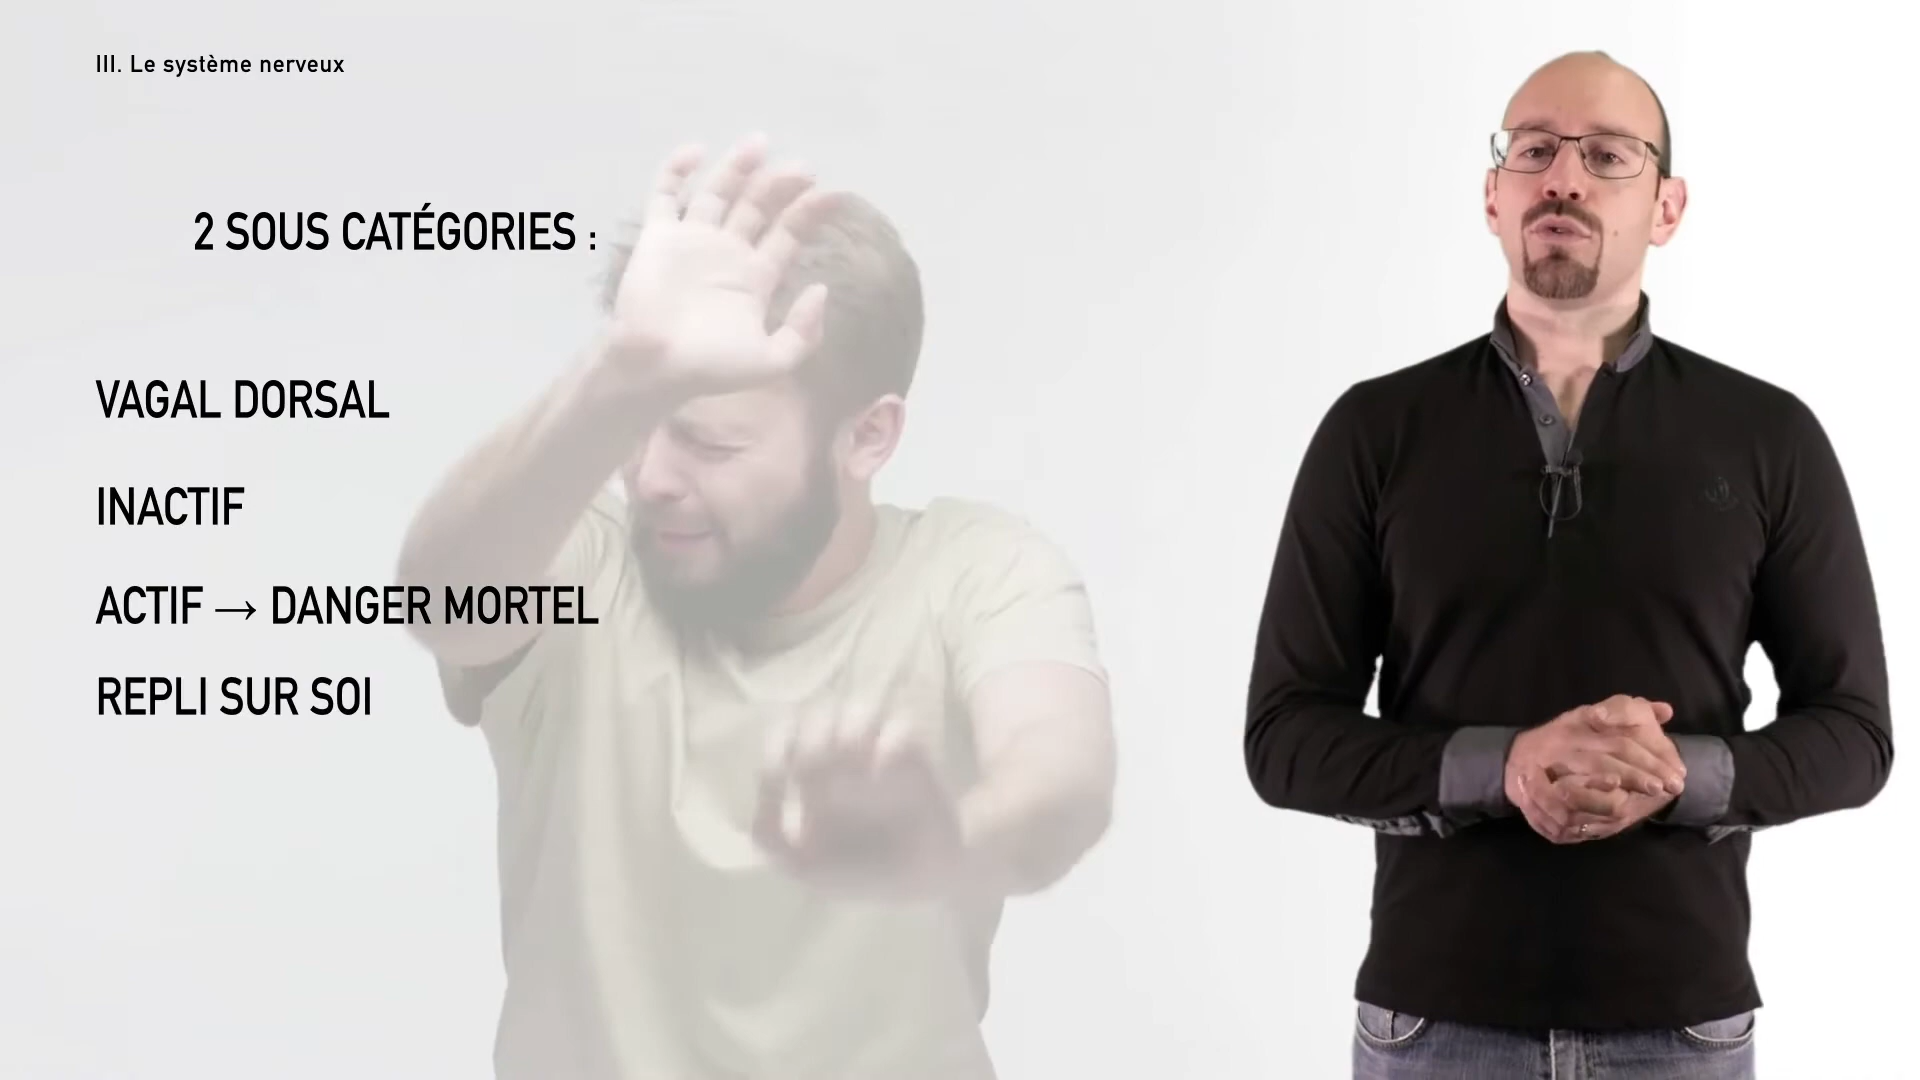 III. Le système nerveux
2 SOUS CATÉGORIES :
VAGAL DORSAL
INACTIF
ACTIF → DANGER MORTEL
REPLI SUR SOI